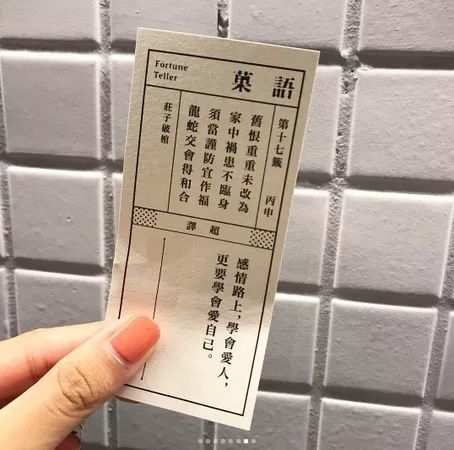 Fortune
Teller
菓語
第十七籤 丙申
舊恨重重未改為
家中禍患不臨身
須當謹防宜作福
龍蛇交會得和合
莊子破棺
超譯
感情路上，學會愛人，
更要學會愛自己。